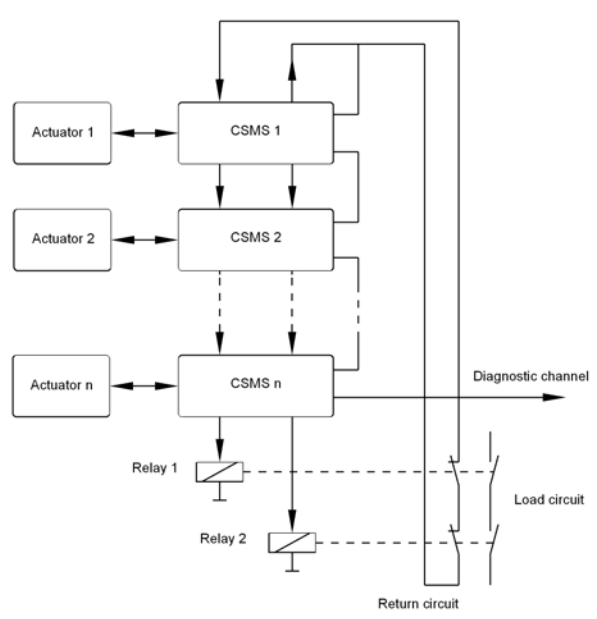 Actuator 1
CSMS 1
Actuator 2
CSMS 2
Actuator n
CSMS n
Diagnostic channel
Relay 1
Load circuit
Relay 2
Return circuit